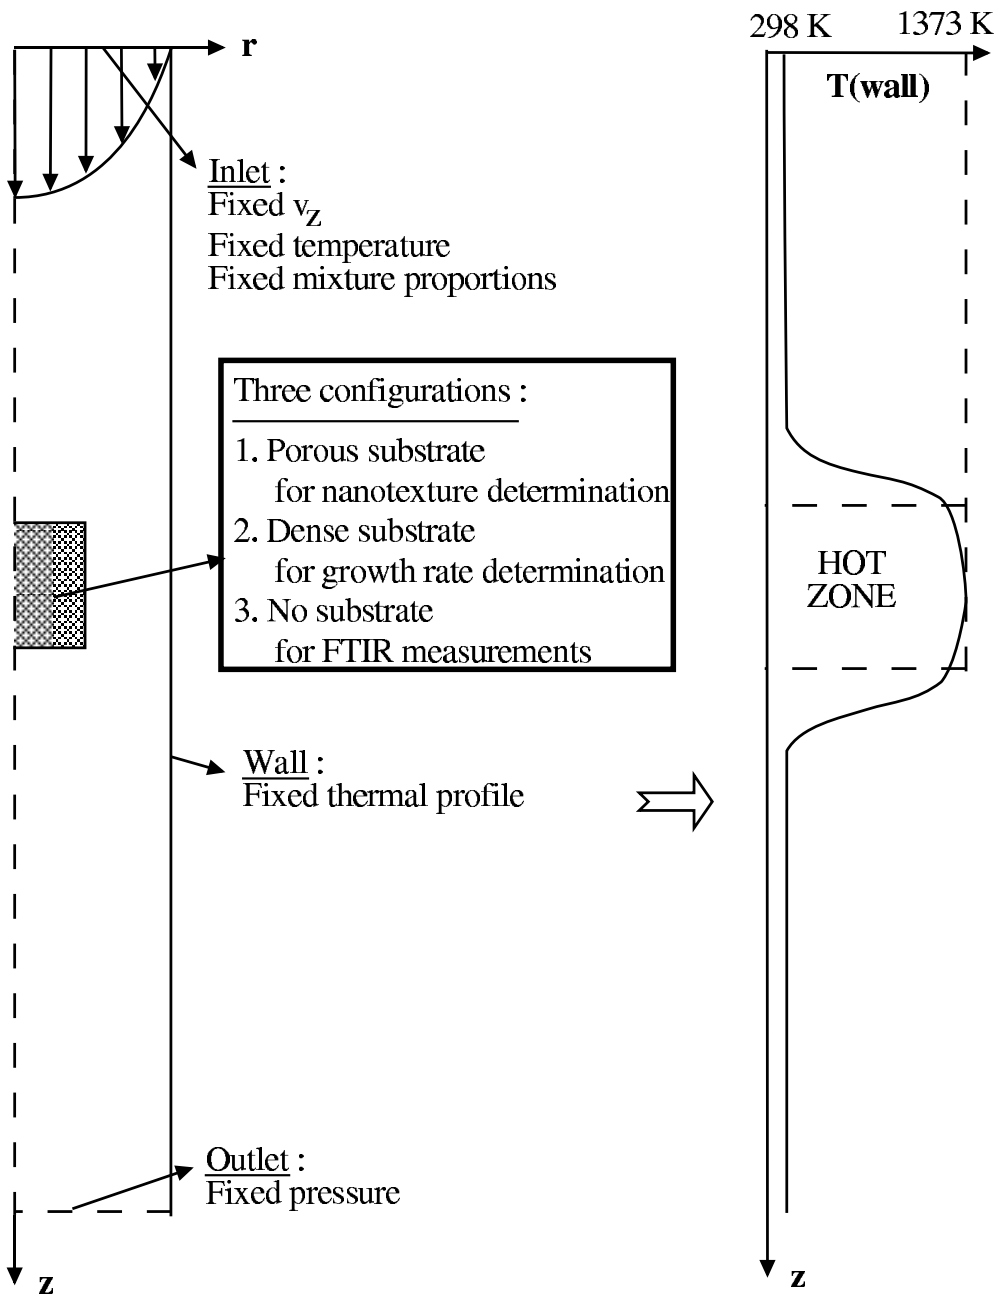 r
Inlet :
Fixed vz
Fixed temperature
Fixed mixture proportions
Three configurations :
1. Porous substrate
for nanotexture determination
2. Dense substrate
for growth rate determination
3. No substrate
for FTIR measurements
Wall :
Fixed thermal profile
Outlet :
Fixed pressure
z
298 K
1373 K
T(wall)
HOT
ZONE
z